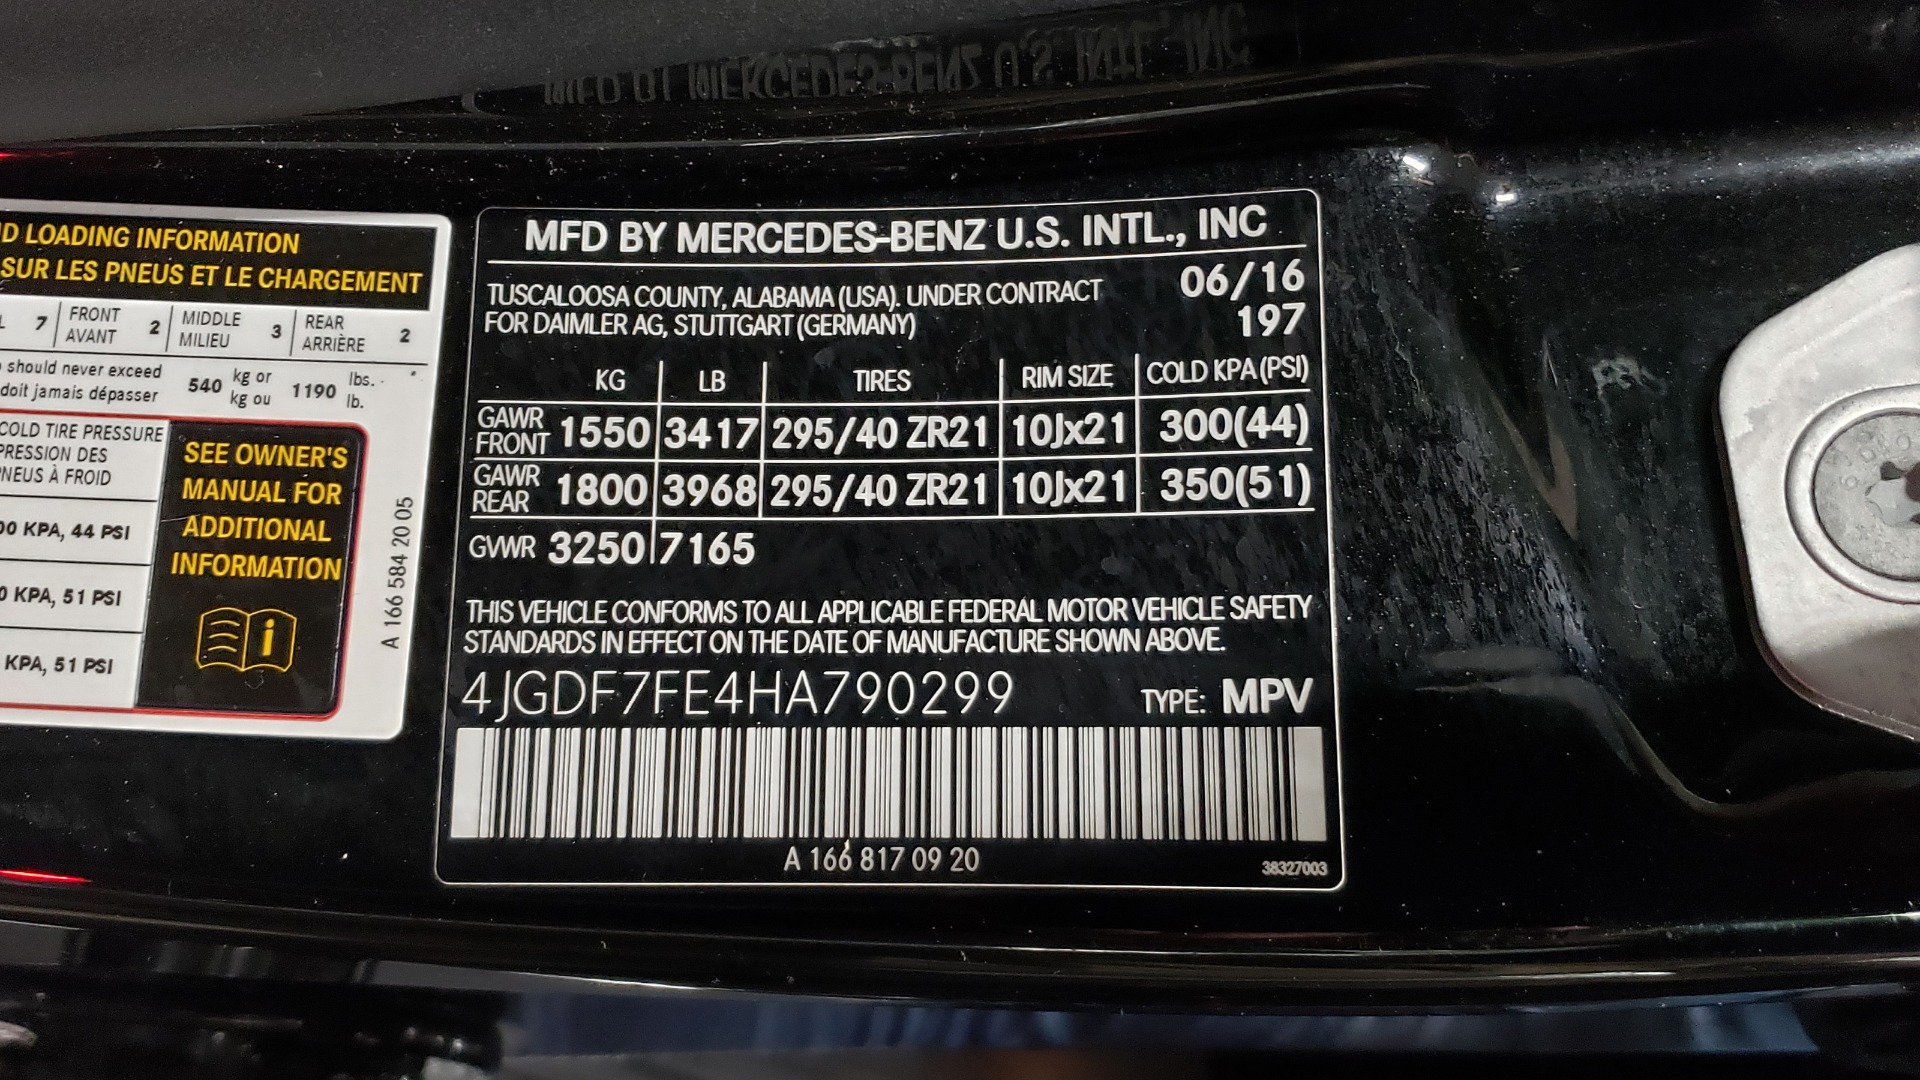 D LOADING INFORMATION
SUR LES PNEUS ET LE CHARGEMENT
7 FRONT AVANT 2 MIDDLE MILIEU 3 REAR ARRIÈRE 2
should never exceed
doit jamais dépasser
540 kg or kg ou 1190 lbs. lb.
COLD TIRE PRESSURE
PRESSION DES
PNEUS À FROID
00 KPA, 44 PSI
0 KPA, 51 PSI
KPA, 51 PSI
SEE OWNER'S
MANUAL FOR
ADDITIONAL
INFORMATION
A 166 584 20 05
MFD BY MERCEDES-BENZ U.S. INTL., INC
TUSCALOOSA COUNTY, ALABAMA (USA). UNDER CONTRACT 06/16
FOR DAIMLER AG, STUTTGART (GERMANY) 197
KG LB TIRES RIM SIZE COLD KPA (PSI)
GAWR FRONT 1550 3417 295/40 ZR21 10Jx21 300(44)
GAWR REAR 1800 3968 295/40 ZR21 10Jx21 350(51)
GVWR 3250 7165
THIS VEHICLE CONFORMS TO ALL APPLICABLE FEDERAL MOTOR VEHICLE SAFETY
STANDARDS IN EFFECT ON THE DATE OF MANUFACTURE SHOWN ABOVE.
4JGDF7FE4HA790299 TYPE: MPV
A 166 817 09 20
38327003